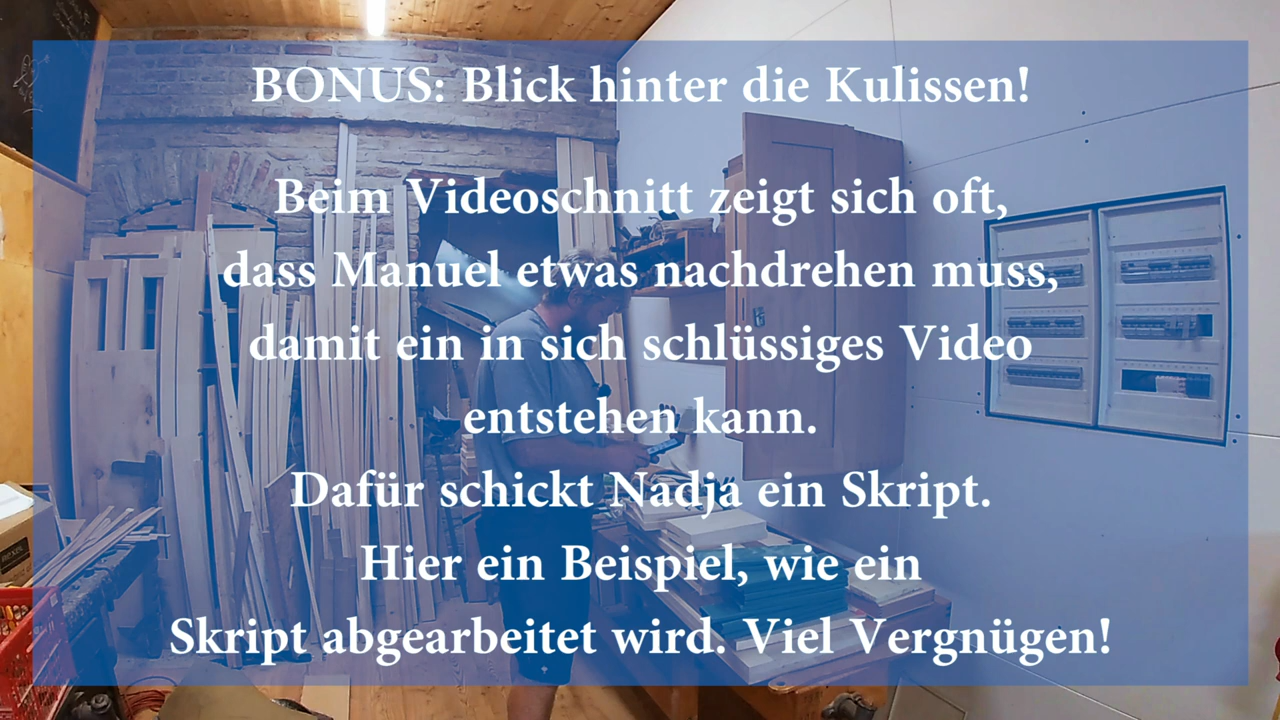 BONUS: Blick hinter die Kulissen!
Beim Videoschnitt zeigt sich oft,
dass Manuel etwas nachdrehen muss,
damit ein in sich schlüssiges Video
entstehen kann.
Dafür schickt Nadja ein Skript.
Hier ein Beispiel, wie ein
Skript abgearbeitet wird. Viel Vergnügen!